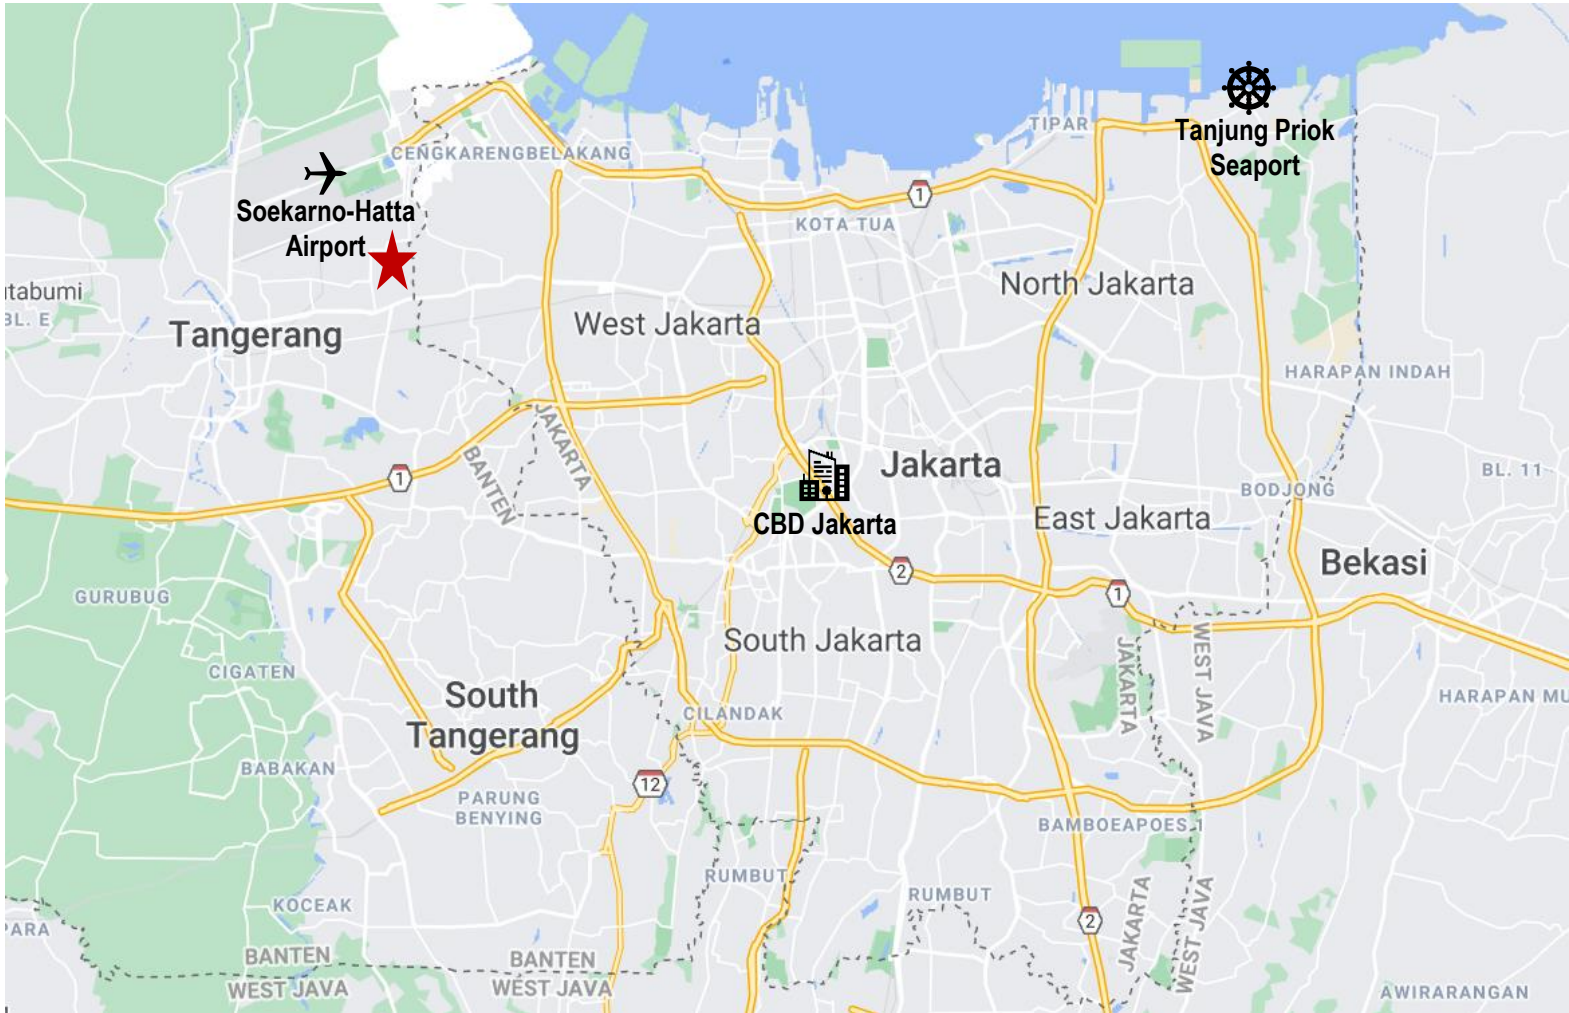 TIPAR
Tanjung Priok
Seaport
CENGKARENGBELAKANG
Soekarno-Hatta
Airport
1
KOTA TUA
North Jakarta
utabumi
BL. E
Tangerang
West Jakarta
HARAPAN INDAH
JAKARTA
BANTEN
1
Jakarta
BL. 11
BODJONG
CBD Jakarta
East Jakarta
2
1
Bekasi
GURUBUG
South Jakarta
JAKARTA
WEST JAVA
CIGATEN
South
Tangerang
CILANDAK
HARAPAN MU
BABAKAN
12
PARUNG
BENYING
BAMBOEAPOES 1
RUMBUT
RUMBUT
KOCEAK
PARA
2
JAKARTA
WEST JAVA
BANTEN
WEST JAVA
BANTEN
WEST JAVA
AWIRARANGAN